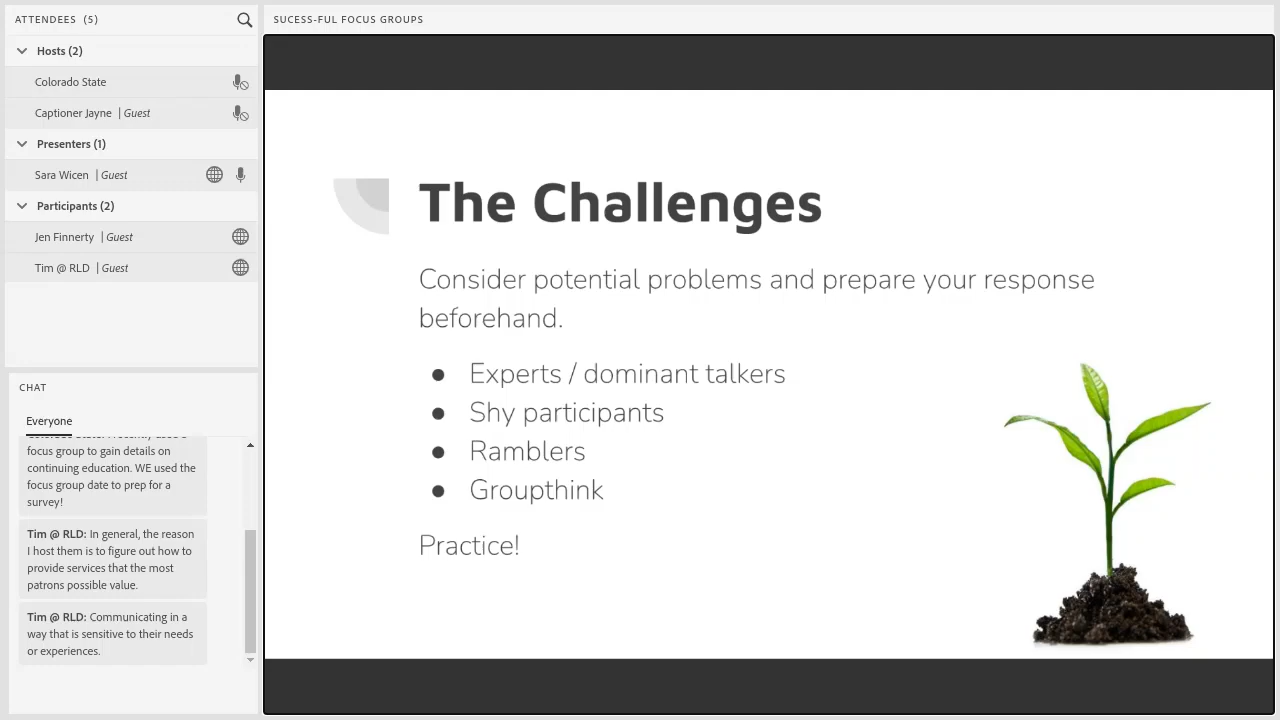 ATTENDEES (5)
Hosts (2)
Colorado State
Captioner Jayne | Guest
Presenters (1)
Sara Wicen | Guest
Participants (2)
Jen Finnerty | Guest
Tim @ RLD | Guest
CHAT
Everyone
focus group to gain details on
continuing education. WE used the
focus group date to prep for a
survey!
Tim @ RLD: In general, the reason
I host them is to figure out how to
provide services that the most
patrons possible value.
Tim @ RLD: Communicating in a
way that is sensitive to their needs
or experiences.
SUCESS-FUL FOCUS GROUPS
The Challenges
Consider potential problems and prepare your response
beforehand.
● Experts / dominant talkers
● Shy participants
● Ramblers
● Groupthink
Practice!